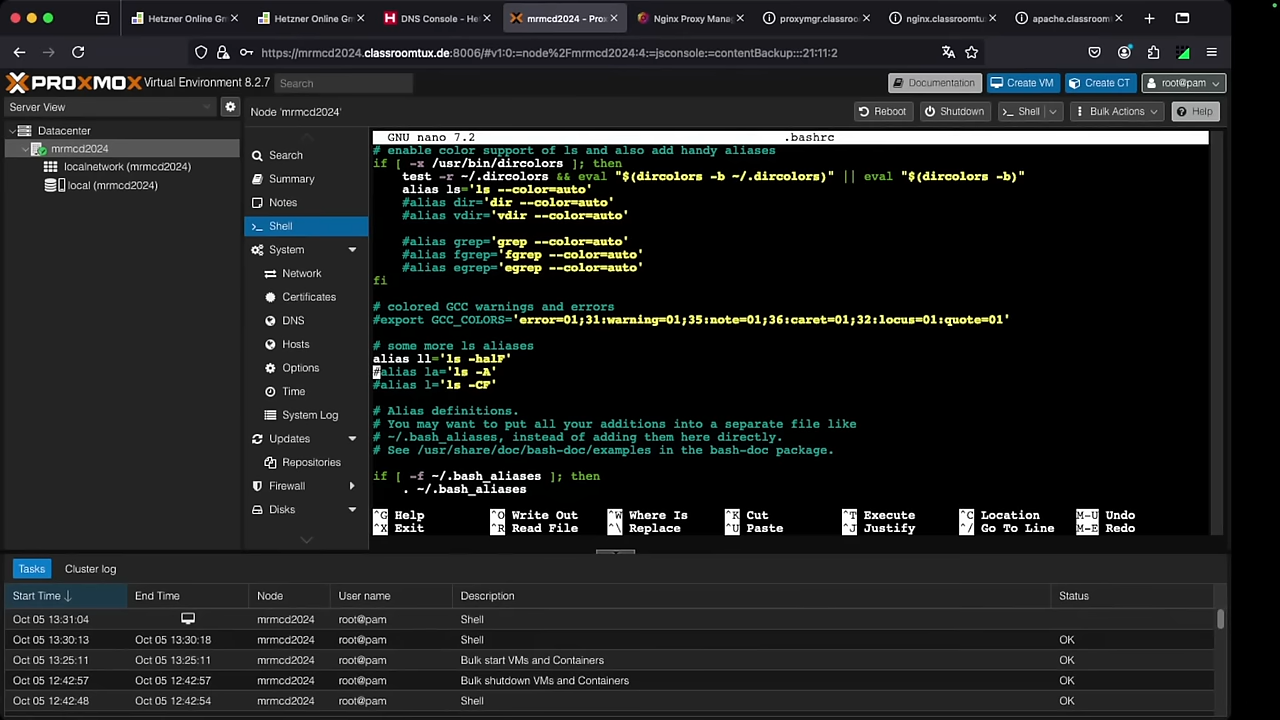 Hetzner Online Gm
Hetzner Online Gm
DNS Console - He
mrmcd2024 - Prox
Nginx Proxy Mana
proxymgr.classroo
nginx.classroomtu
apache.classroomt
https://mrmcd2024.classroomtux.de:8006/#v1:0:=node%2Fmrmcd2024:4:=jsconsole:=contentBackup:::21:11:2
PROXMOX Virtual Environment 8.2.7 Search Documentation Create VM Create CT root@pam
Server View
Node 'mrmcd2024' Reboot Shutdown Shell Bulk Actions Help
Datacenter
mrmcd2024
localnetwork (mrmcd2024)
local (mrmcd2024)
Search
Summary
Notes
Shell
System
Network
Certificates
DNS
Hosts
Options
Time
System Log
Updates
Repositories
Firewall
Disks
GNU nano 7.2 .bashrc
# enable color support of ls and also add handy aliases
if [ -x /usr/bin/dircolors ]; then
    test -r ~/.dircolors && eval "$(dircolors -b ~/.dircolors)" || eval "$(dircolors -b)"
    alias ls='ls --color=auto'
    #alias dir='dir --color=auto'
    #alias vdir='vdir --color=auto'
    #alias grep='grep --color=auto'
    #alias fgrep='fgrep --color=auto'
    #alias egrep='egrep --color=auto'
fi
# colored GCC warnings and errors
#export GCC_COLORS='error=01;31:warning=01;35:note=01;36:caret=01;32:locus=01:quote=01'
# some more ls aliases
alias ll='ls -halF'
#alias la='ls -A'
#alias l='ls -CF'
# Alias definitions.
# You may want to put all your additions into a separate file like
# ~/.bash_aliases, instead of adding them here directly.
# See /usr/share/doc/bash-doc/examples in the bash-doc package.
if [ -f ~/.bash_aliases ]; then
    . ~/.bash_aliases
^G Help ^O Write Out ^W Where Is ^K Cut ^T Execute ^C Location M-U Undo
^X Exit ^R Read File ^\ Replace ^U Paste ^J Justify ^/ Go To Line M-E Redo
Tasks Cluster log
Start Time End Time Node User name Description Status
Oct 05 13:31:04 mrmcd2024 root@pam Shell
Oct 05 13:30:13 Oct 05 13:30:18 mrmcd2024 root@pam Shell OK
Oct 05 13:25:11 Oct 05 13:25:11 mrmcd2024 root@pam Bulk start VMs and Containers OK
Oct 05 12:42:57 Oct 05 12:42:57 mrmcd2024 root@pam Bulk shutdown VMs and Containers OK
Oct 05 12:42:48 Oct 05 12:42:54 mrmcd2024 root@pam Shell OK